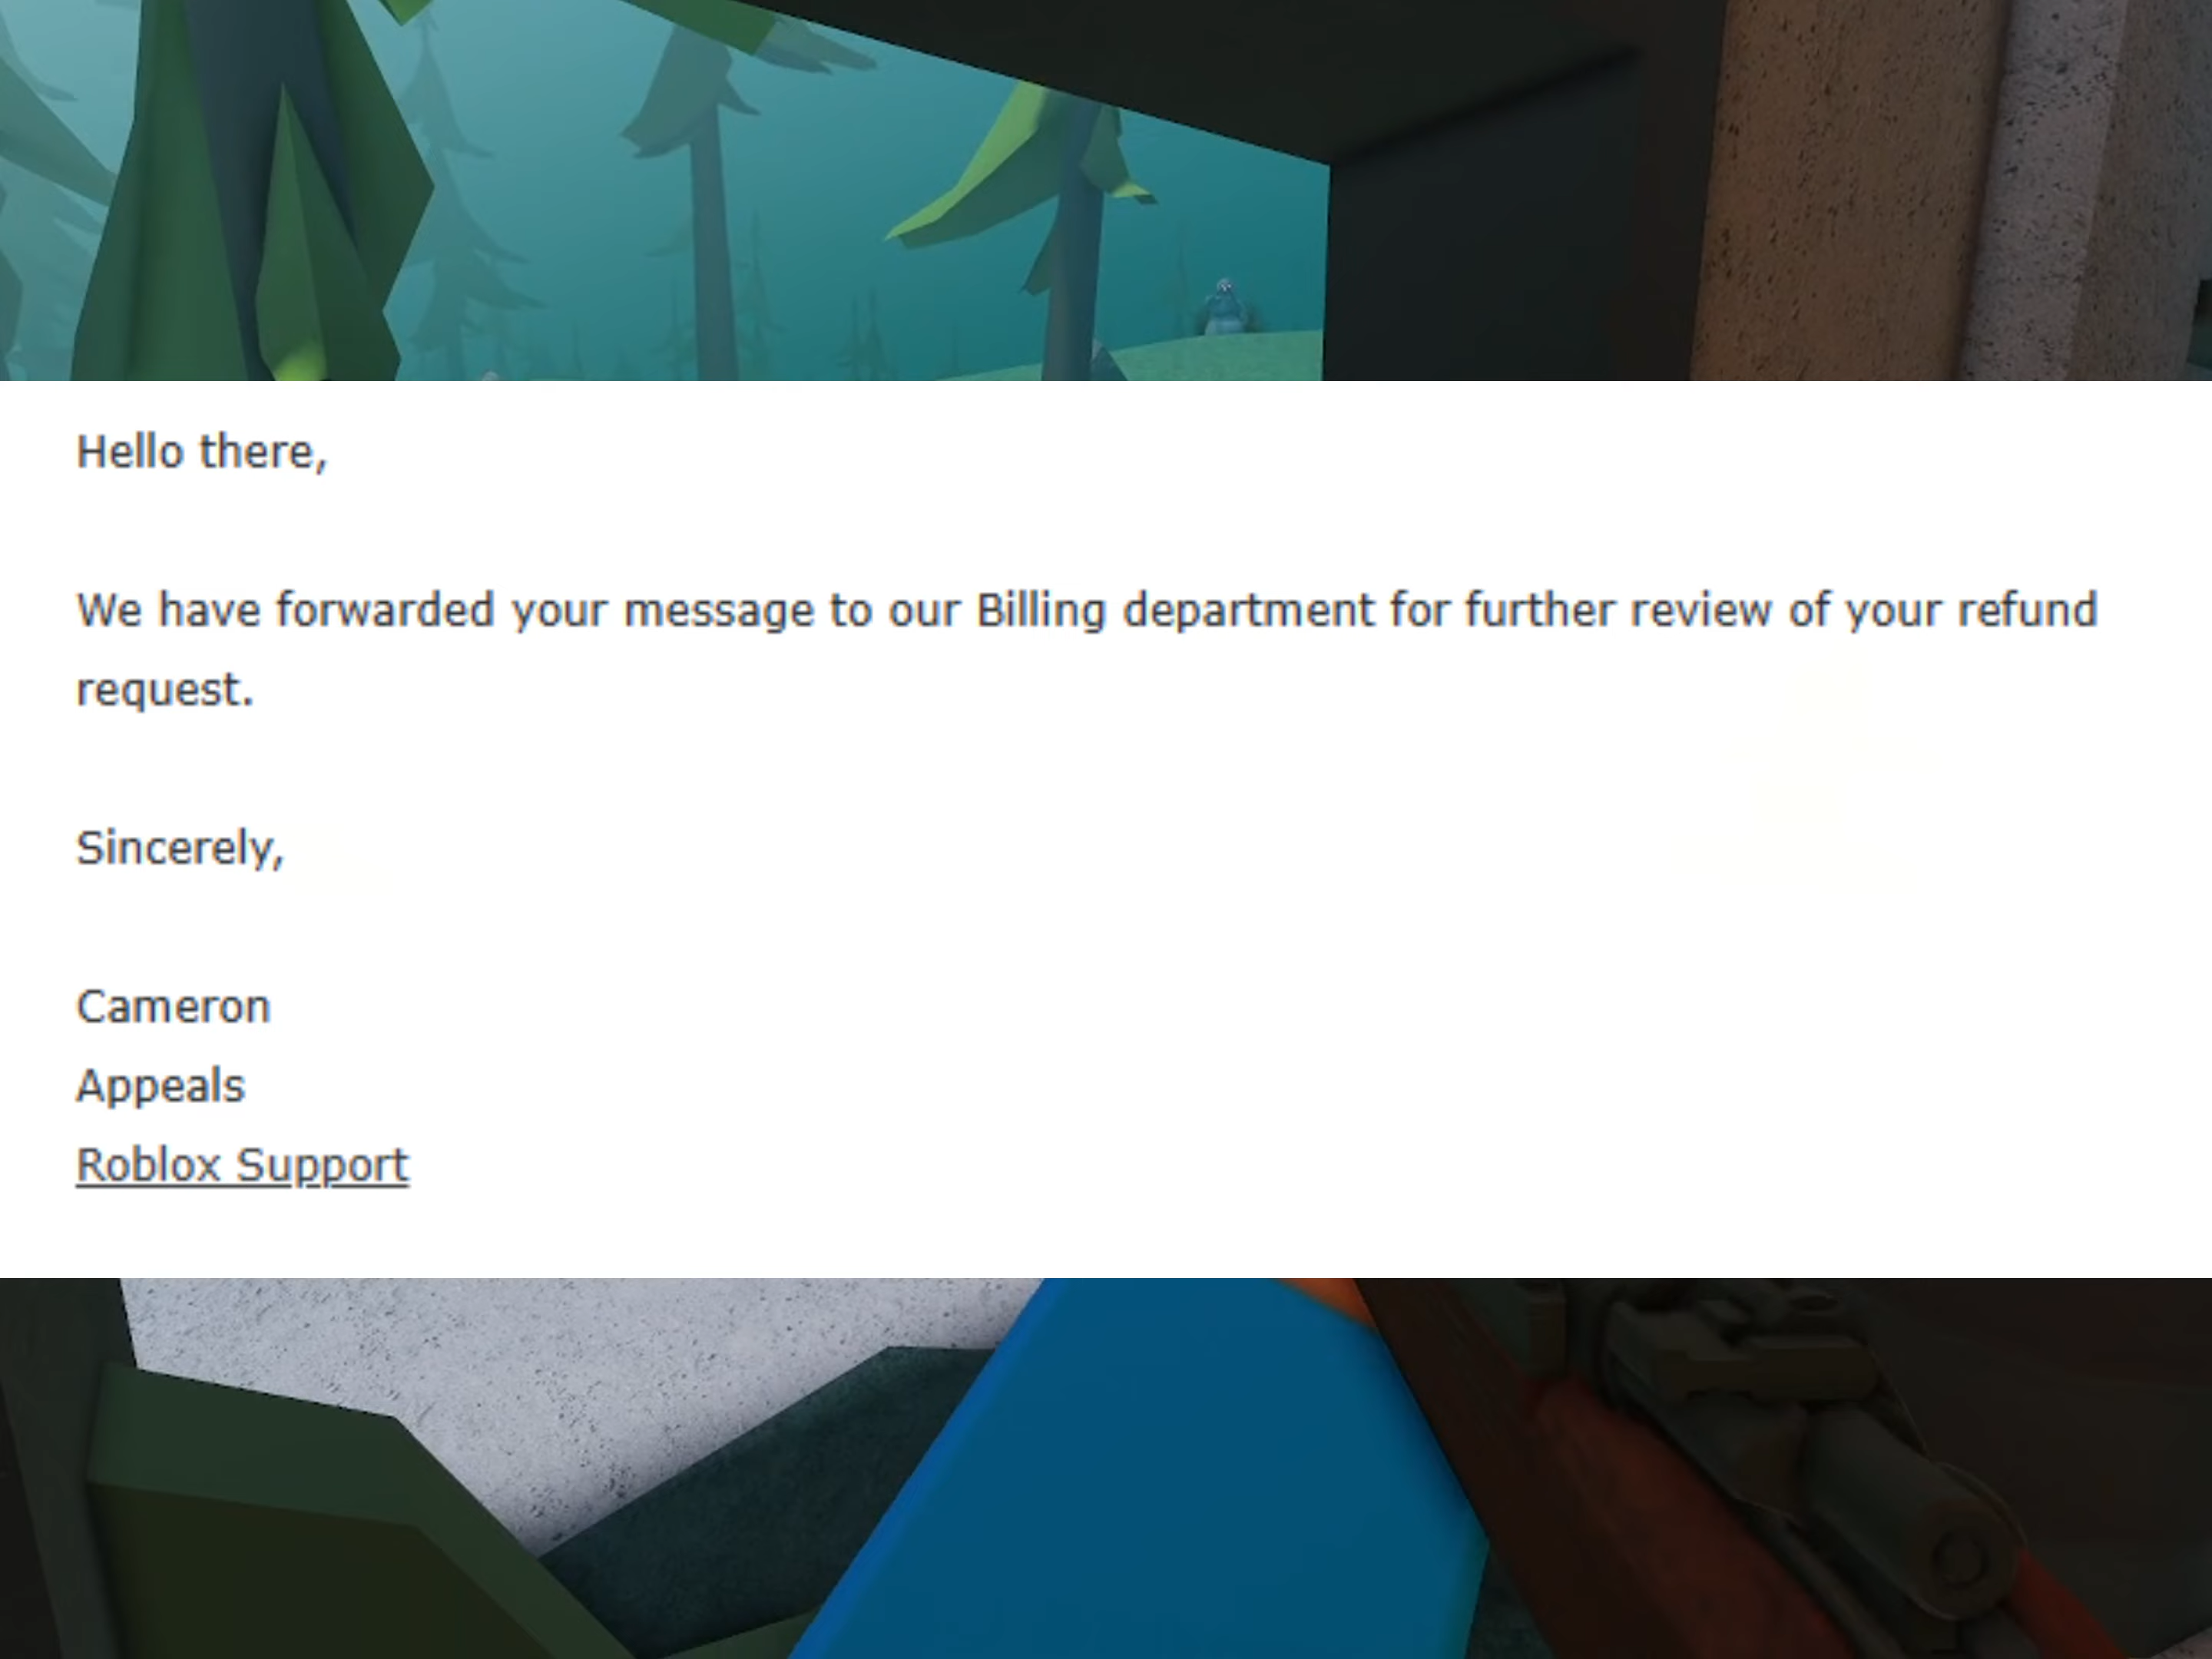 Hello there,
We have forwarded your message to our Billing department for further review of your refund
request.
Sincerely,
Cameron
Appeals
Roblox Support